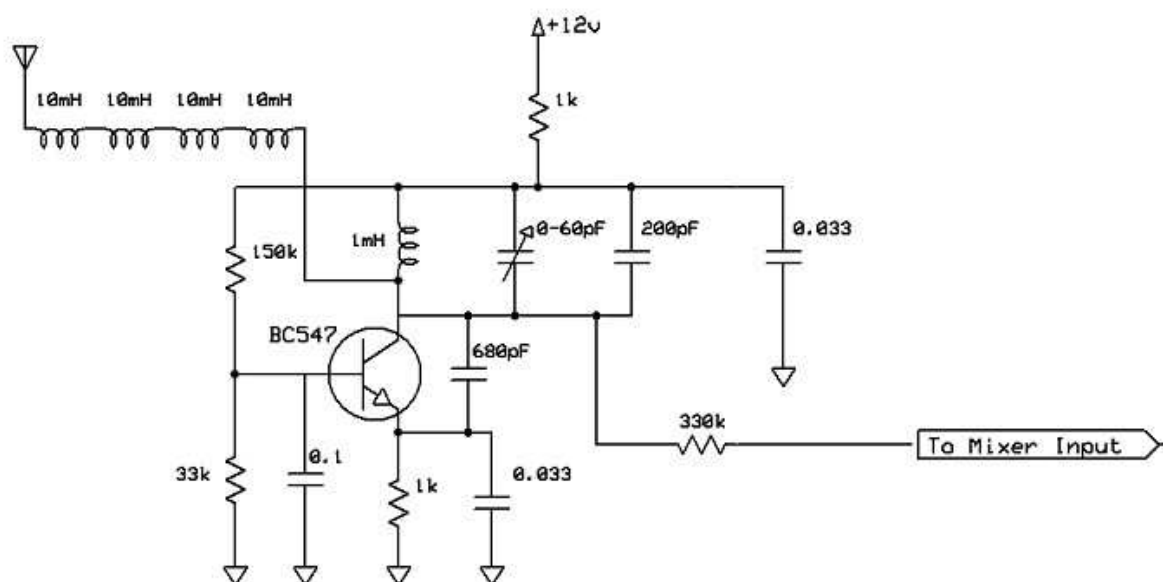 +12v
10mH 10mH 10mH 10mH
1k
1mH
0-60pF
200pF
0.033
150k
BC547
680pF
330k
To Mixer Input
33k
0.1
1k
0.033